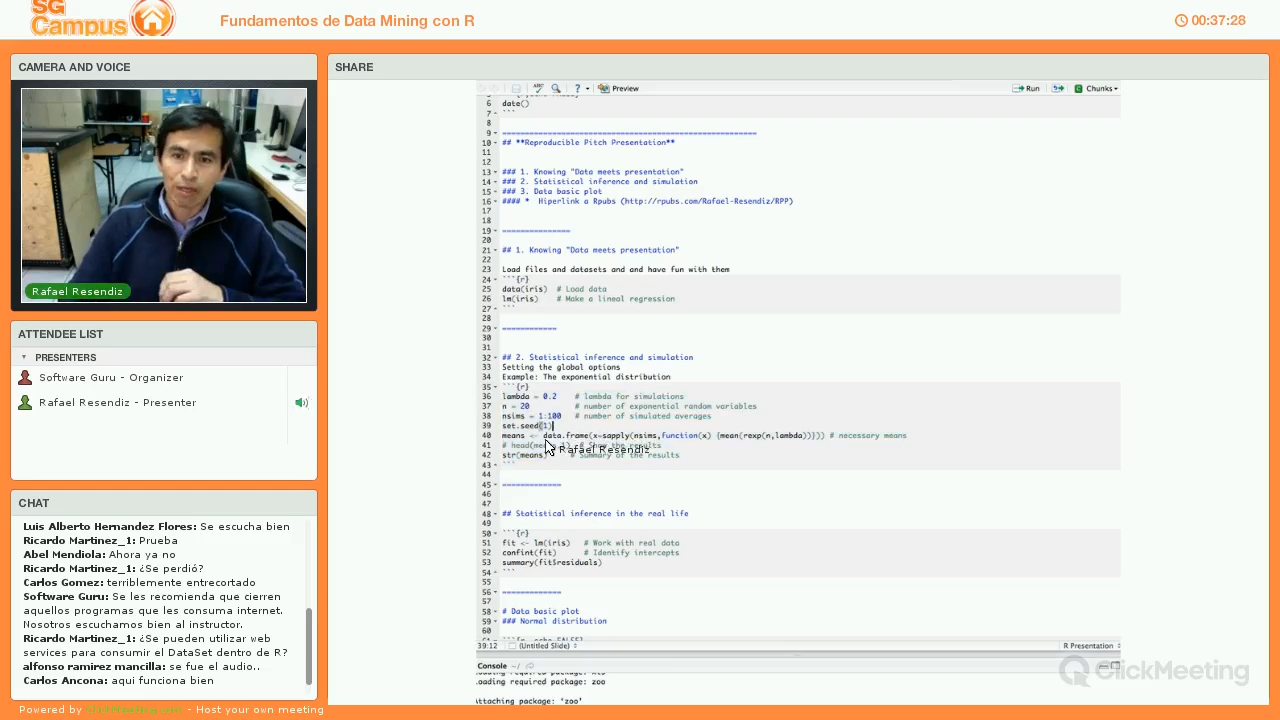 SG
Campus
Fundamentos de Data Mining con R
00:37:28
CAMERA AND VOICE
Rafael Resendiz
ATTENDEE LIST
PRESENTERS
Software Guru - Organizer
Rafael Resendiz - Presenter
CHAT
Luis Alberto Hernandez Flores: Se escucha bien
Ricardo Martinez_1: Prueba
Abel Mendiola: Ahora ya no
Ricardo Martinez_1: ¿Se perdió?
Carlos Gomez: terriblemente entrecortado
Software Guru: Se les recomienda que cierren
aquellos programas que les consuma internet.
Nosotros escuchamos bien al instructor.
Ricardo Martinez_1: ¿Se pueden utilizar web
services para consumir el DataSet dentro de R?
alfonso ramirez mancilla: se fue el audio..
Carlos Ancona: aqui funciona bien
Powered by ClickMeeting.com - Host your own meeting
SHARE
ABC ? Preview Run Chunks
6 date()
7 ```
8
9 ==========================================================
10 ## **Reproducible Pitch Presentation**
11
12
13 ### 1. Knowing "Data meets presentation"
14 ### 2. Statistical inference and simulation
15 ### 3. Data basic plot
16 #### * Hiperlink a Rpubs (http://rpubs.com/Rafael-Resendiz/RPP)
17
18
19 ===============
20
21 ## 1. Knowing "Data meets presentation"
22
23 Load files and datasets and and have fun with them
24 ```{r}
25 data(iris) # Load data
26 lm(iris) # Make a lineal regression
27 ```
28
29 ============
30
31
32 ## 2. Statistical inference and simulation
33 Setting the global options
34 Example: The exponential distribution
35 ```{r}
36 lambda = 0.2 # lambda for simulations
37 n = 20 # number of exponential random variables
38 nsims = 1:100 # number of simulated averages
39 set.seed(1)
40 means <- data.frame(x=sapply(nsims,function(x) {mean(rexp(n,lambda))})) # necessary means
41 # head(means,1) # Show the results
Rafael Resendiz
42 str(means) # Summary of the results
43 ```
44
45 =============
46
47
48 ## Statistical inference in the real life
49
50 ```{r}
51 fit <- lm(iris) # Work with real data
52 confint(fit) # Identify intercepts
53 summary(fit$residuals)
54 ```
55
56 =============
57
58 # Data basic plot
59 ### Normal distribution
60
39:12 (Untitled Slide) R Presentation
Console ~/
Loading required package: zoo
Attaching package: 'zoo'
ClickMeeting